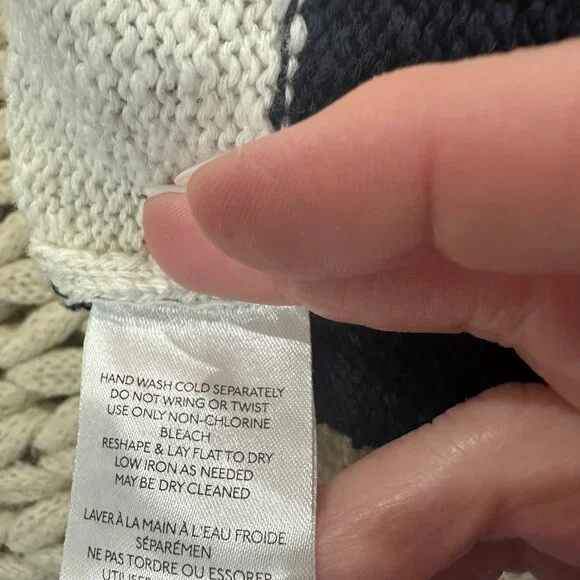 HAND WASH COLD SEPARATELY
DO NOT WRING OR TWIST
USE ONLY NON-CHLORINE
BLEACH
RESHAPE & LAY FLAT TO DRY
LOW IRON AS NEEDED
MAY BE DRY CLEANED
LAVER À LA MAIN À L'EAU FROIDE
SÉPARÉMEN
NE PAS TORDRE OU ESSORER